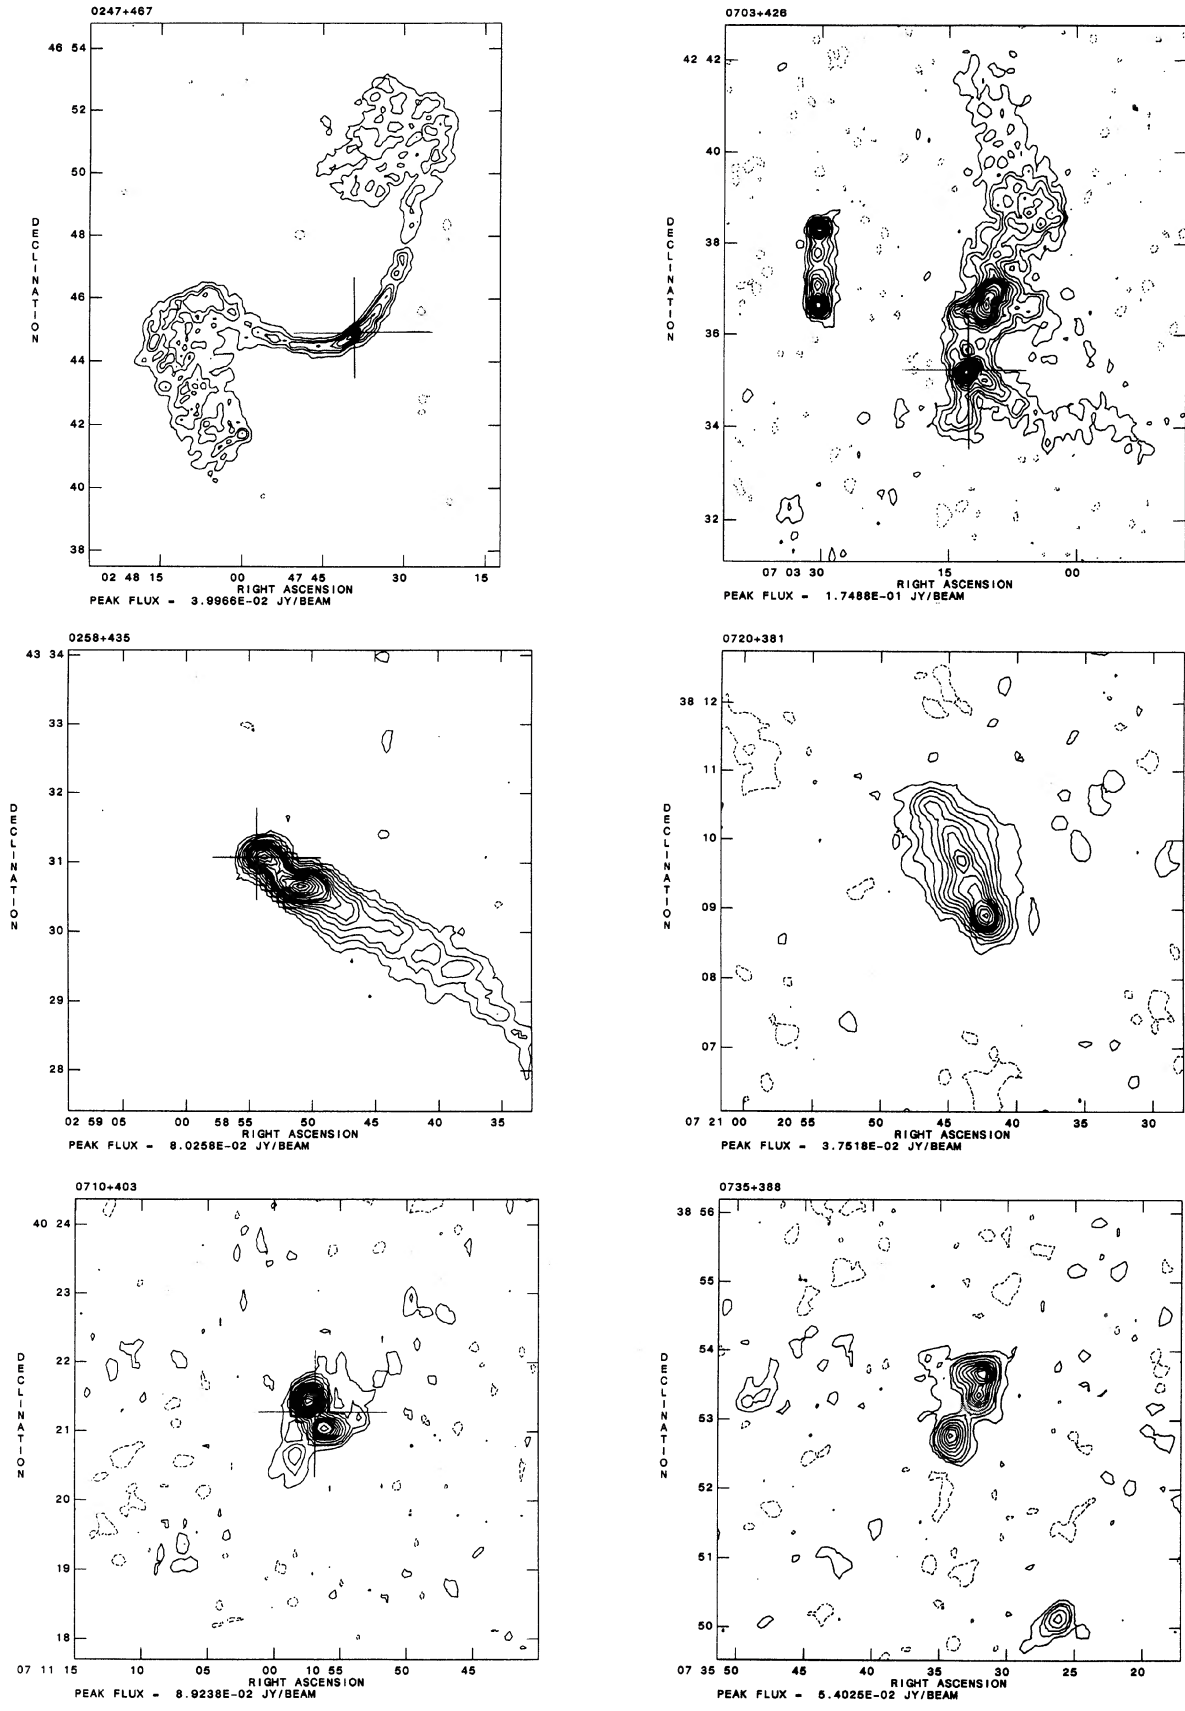 0247+467
46 54
52
50
48
46
44
42
40
38
DECLINATION
02 48 15 00 47 45 30 15
RIGHT ASCENSION
PEAK FLUX = 3.9966E-02 JY/BEAM
0703+426
42 42
40
38
36
34
32
DECLINATION
07 03 30 15 00
RIGHT ASCENSION
PEAK FLUX = 1.7488E-01 JY/BEAM
0258+435
43 34
33
32
31
30
29
28
DECLINATION
02 59 05 00 58 55 50 45 40 35
RIGHT ASCENSION
PEAK FLUX = 8.0258E-02 JY/BEAM
0720+381
38 12
11
10
09
08
07
DECLINATION
07 21 00 20 55 50 45 40 35 30
RIGHT ASCENSION
PEAK FLUX = 3.7518E-02 JY/BEAM
0710+403
40 24
23
22
21
20
19
18
DECLINATION
07 11 15 10 05 00 10 55 50 45
RIGHT ASCENSION
PEAK FLUX = 8.9238E-02 JY/BEAM
0735+388
38 56
55
54
53
52
51
50
DECLINATION
07 35 50 45 40 35 30 25 20
RIGHT ASCENSION
PEAK FLUX = 5.4025E-02 JY/BEAM